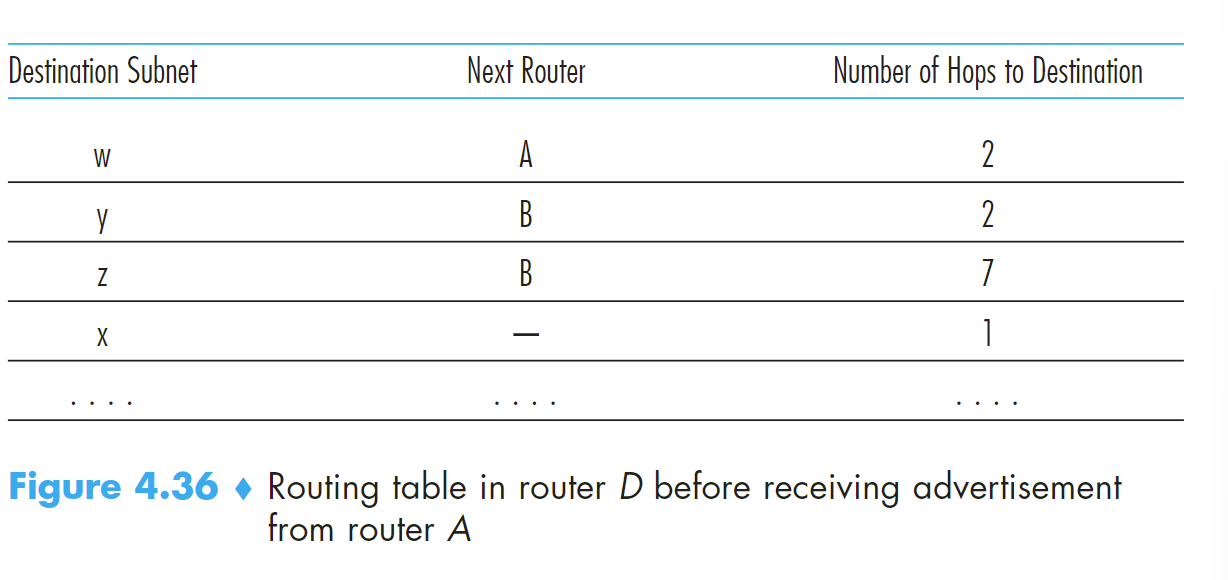 Destination Subnet Next Router Number of Hops to Destination
w A 2
y B 2
z B 7
x — 1
. . . . . . . . . . . .
Figure 4.36 ♦ Routing table in router D before receiving advertisement
from router A